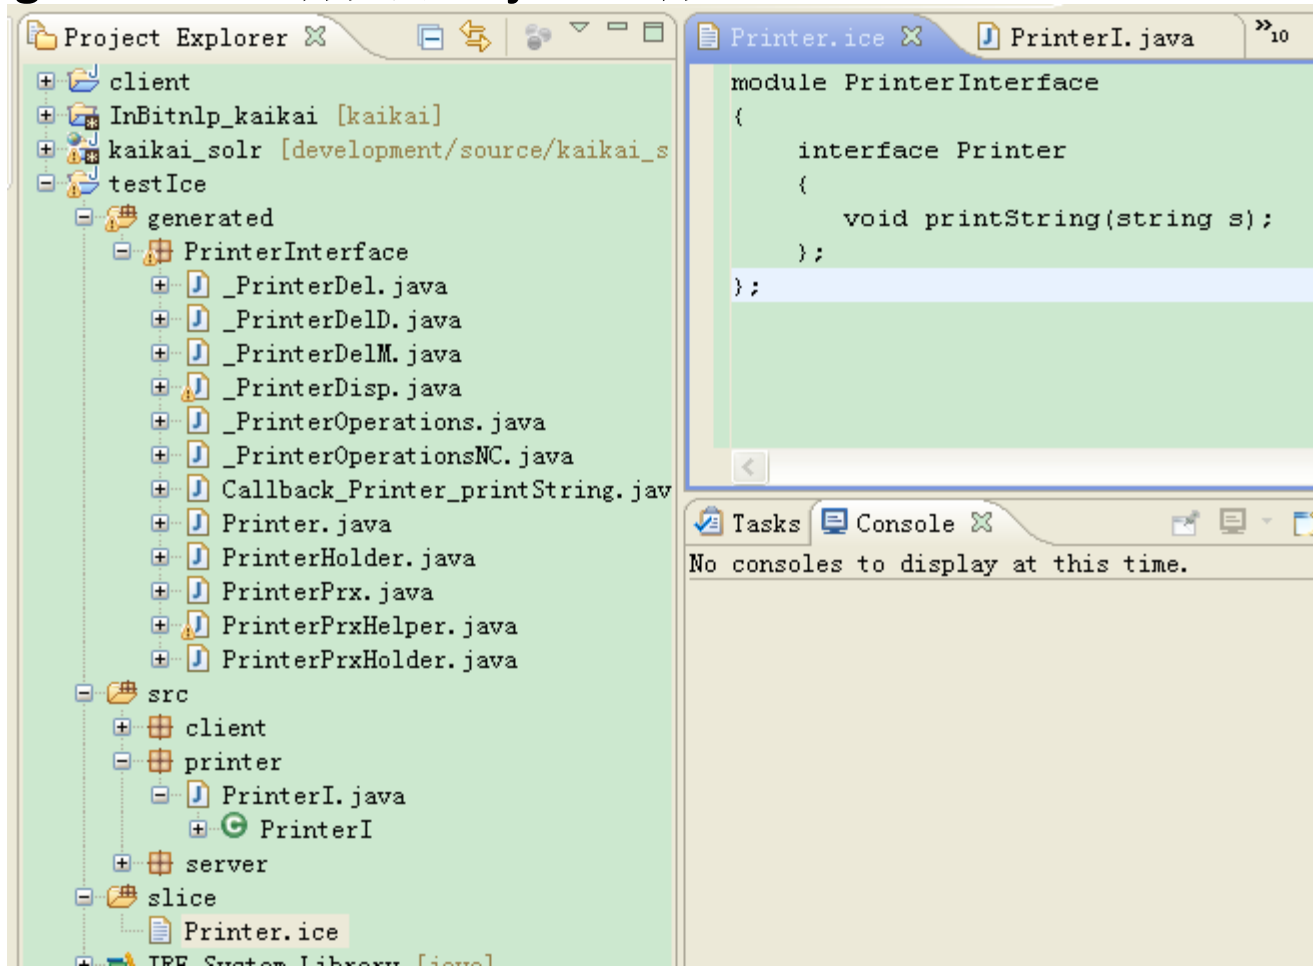 Project Explorer
client
InBitnlp_kaikai [kaikai]
kaikai_solr [development/source/kaikai_s
testIce
generated
PrinterInterface
_PrinterDel.java
_PrinterDelD.java
_PrinterDelM.java
_PrinterDisp.java
_PrinterOperations.java
_PrinterOperationsNC.java
Callback_Printer_printString.jav
Printer.java
PrinterHolder.java
PrinterPrx.java
PrinterPrxHelper.java
PrinterPrxHolder.java
src
client
printer
PrinterI.java
PrinterI
server
slice
Printer.ice
JRE System Library
Printer.ice PrinterI.java »10
module PrinterInterface
{
interface Printer
{
void printString(string s);
};
};
Tasks Console
No consoles to display at this time.